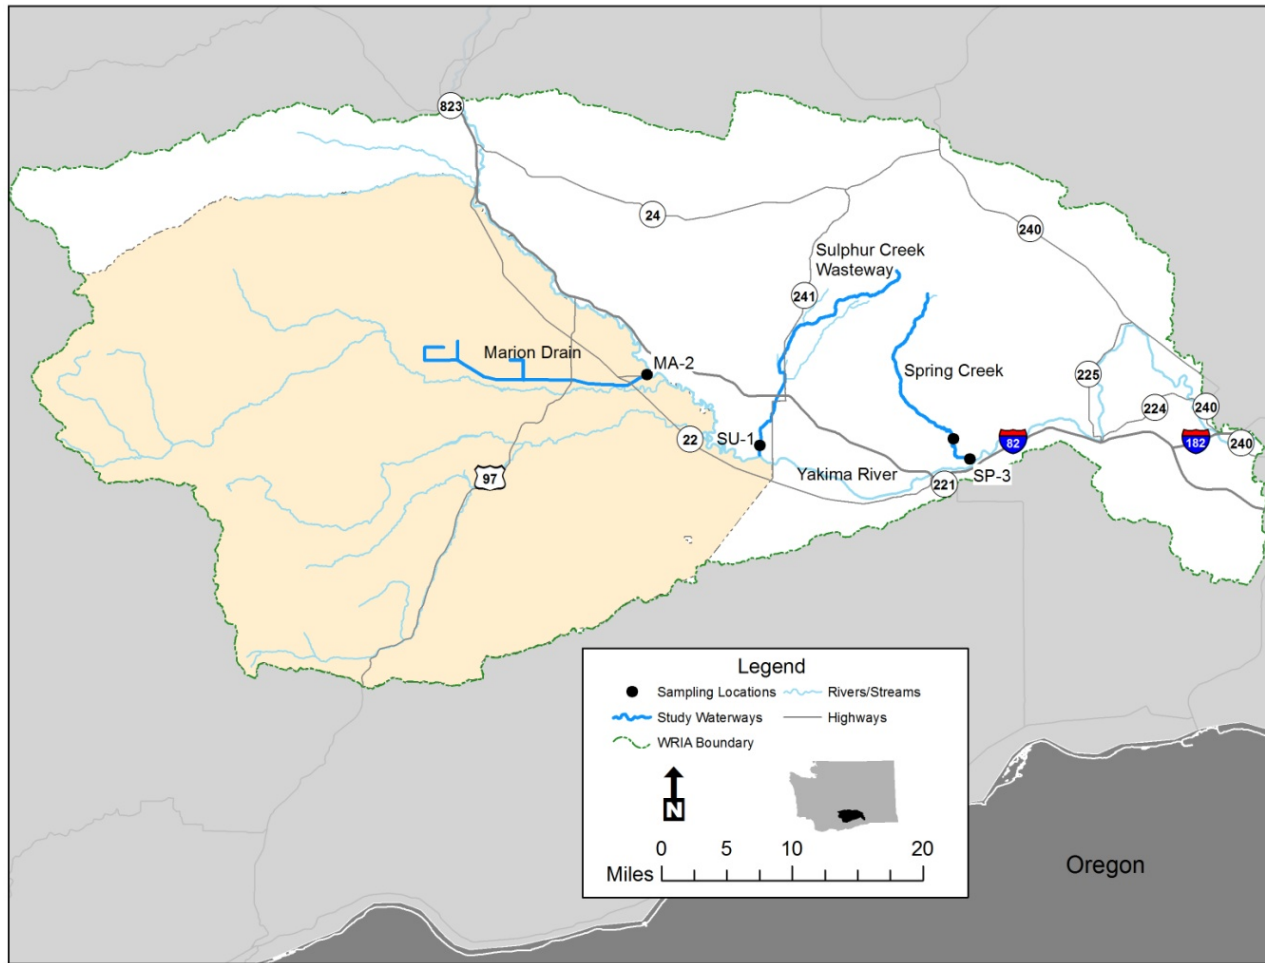 823
24
240
Sulphur Creek
Wasteway
241
Marion Drain
MA-2
Spring Creek
225
224
240
SU-1
22
82
182
240
Yakima River
SP-3
97
221
Legend
Sampling Locations
Rivers/Streams
Study Waterways
Highways
WRIA Boundary
N
0 5 10 20
Miles
Oregon